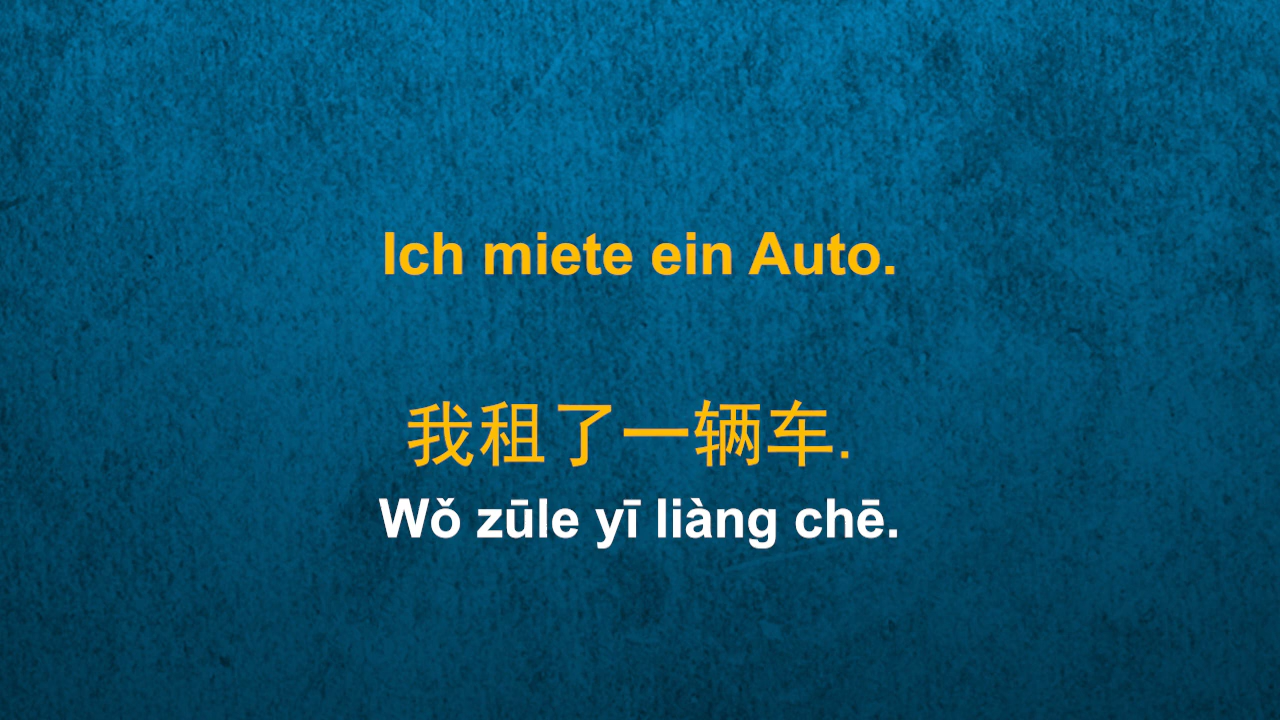 Ich miete ein Auto.
我租了一辆车.
Wǒ zūle yī liàng chē.